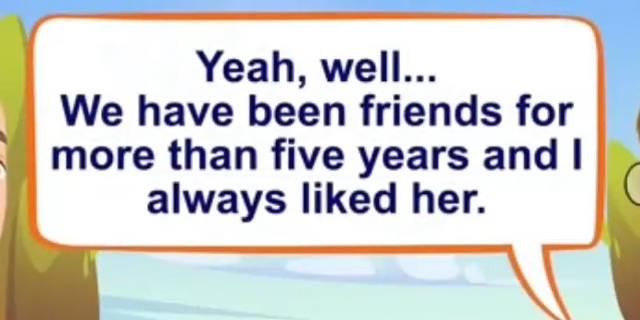 Yeah, well...
We have been friends for
more than five years and I
always liked her.